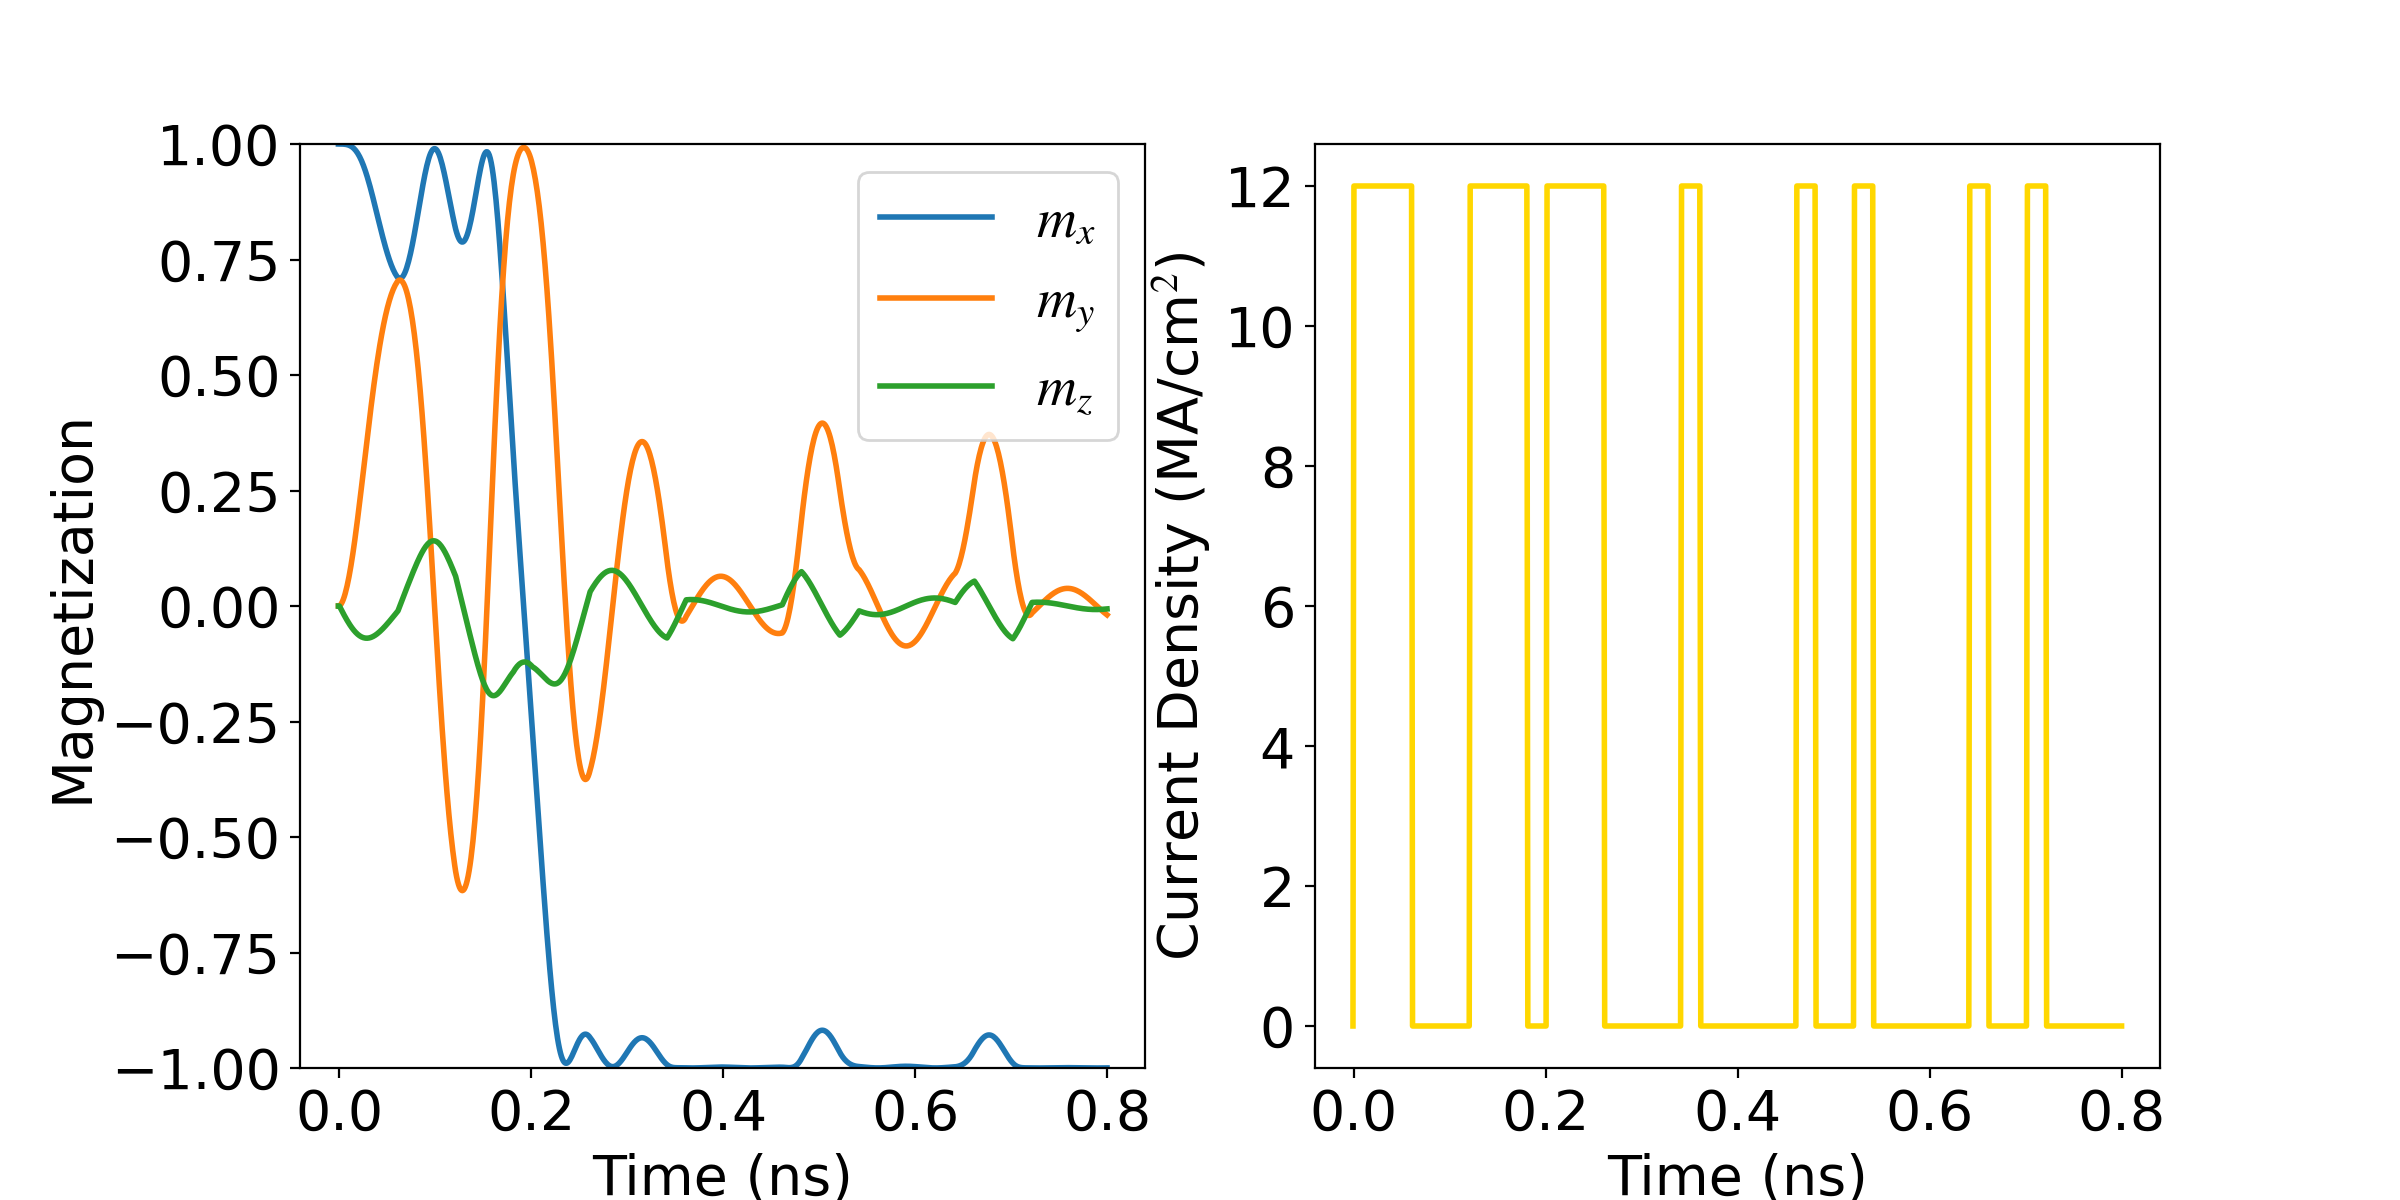 1.00
0.75
0.50
0.25
0.00
−0.25
−0.50
−0.75
−1.00
Magnetization
0.0 0.2 0.4 0.6 0.8
Time (ns)
m_x
m_y
m_z
12
10
8
6
4
2
0
Current Density (MA/cm²)
0.0 0.2 0.4 0.6 0.8
Time (ns)